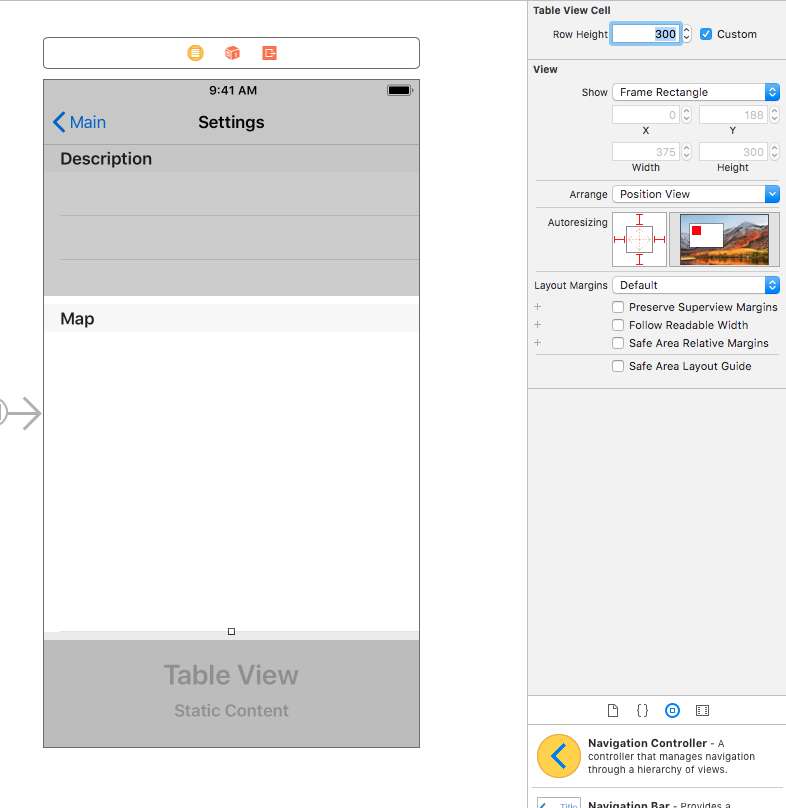 Table View Cell
Row Height 300 Custom
View
Show Frame Rectangle
0 188
X Y
375 300
Width Height
Arrange Position View
Autoresizing
Layout Margins Default
Preserve Superview Margins
Follow Readable Width
Safe Area Relative Margins
Safe Area Layout Guide
9:41 AM
Main Settings
Description
Map
Table View
Static Content
{}
Navigation Controller - A
controller that manages navigation
through a hierarchy of views.
Title Navigation Bar - Provides a